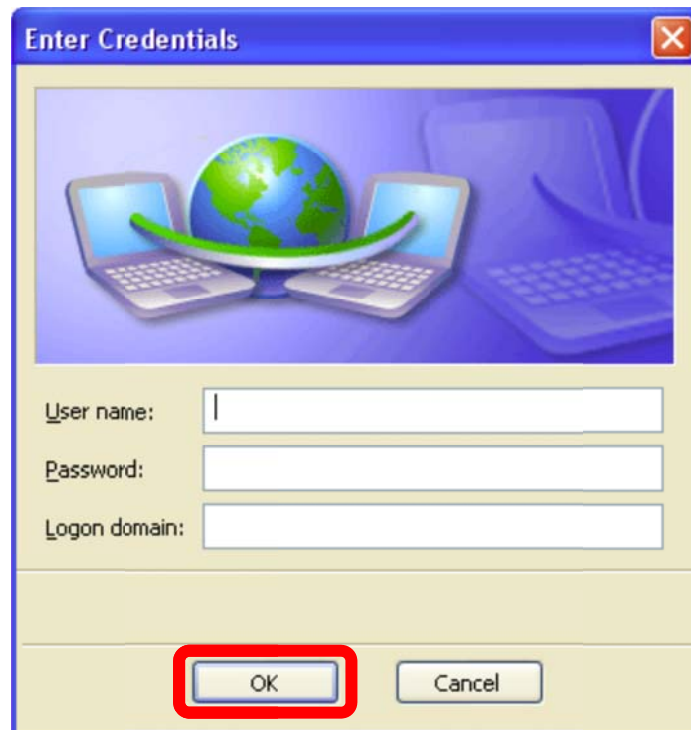 Enter Credentials
User name:
Password:
Logon domain:
OK Cancel